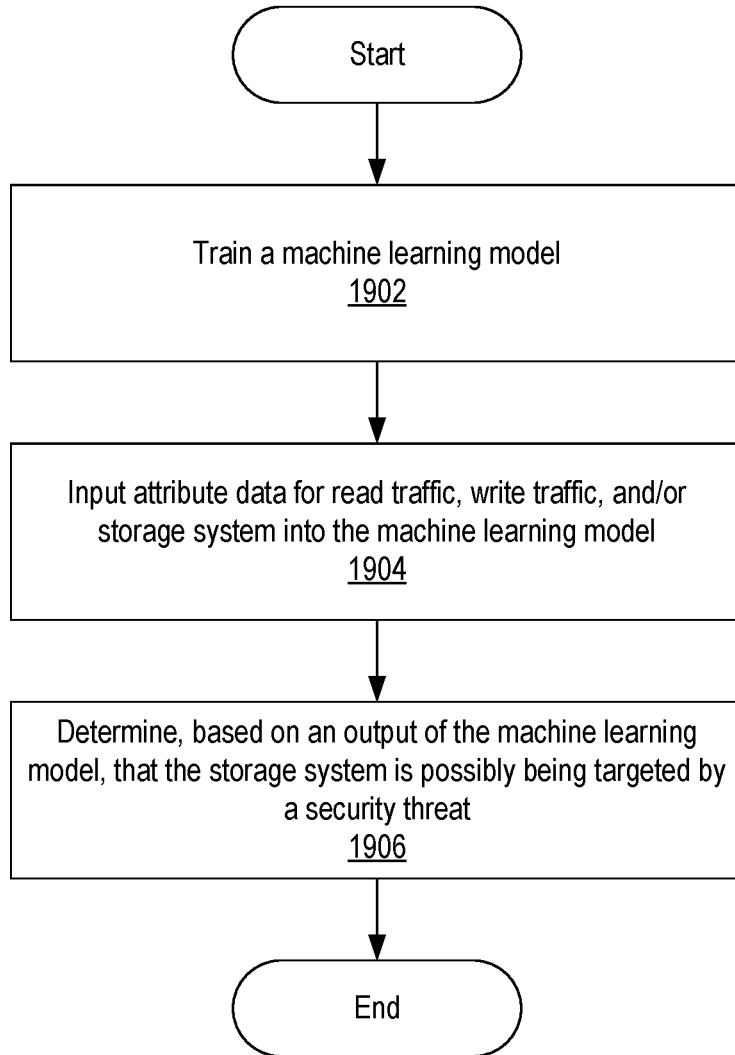 Start
Train a machine learning model
1902
Input attribute data for read traffic, write traffic, and/or
storage system into the machine learning model
1904
Determine, based on an output of the machine learning
model, that the storage system is possibly being targeted by
a security threat
1906
End